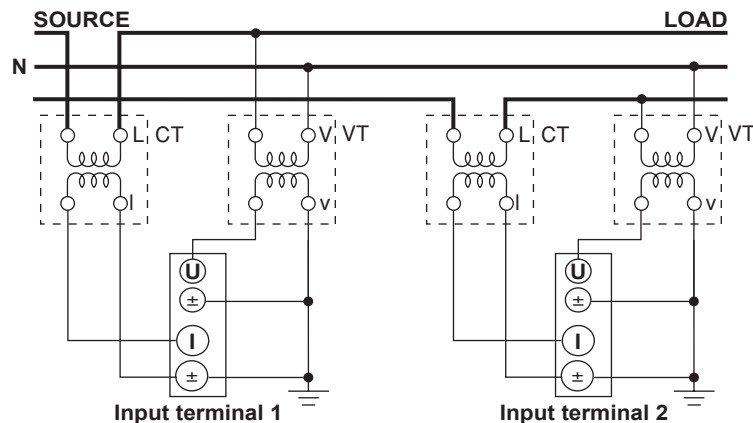 SOURCE LOAD
N
L CT V VT L CT V VT
l v l v
U U
± ±
I I
± ±
Input terminal 1 Input terminal 2